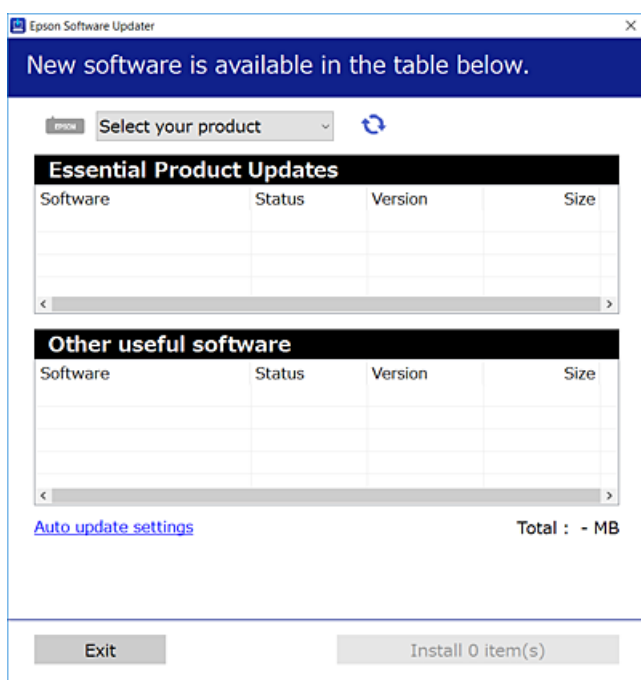 Epson Software Updater
New software is available in the table below.
EPSON Select your product
Essential Product Updates
Software Status Version Size
Other useful software
Software Status Version Size
Auto update settings Total : - MB
Exit Install 0 item(s)